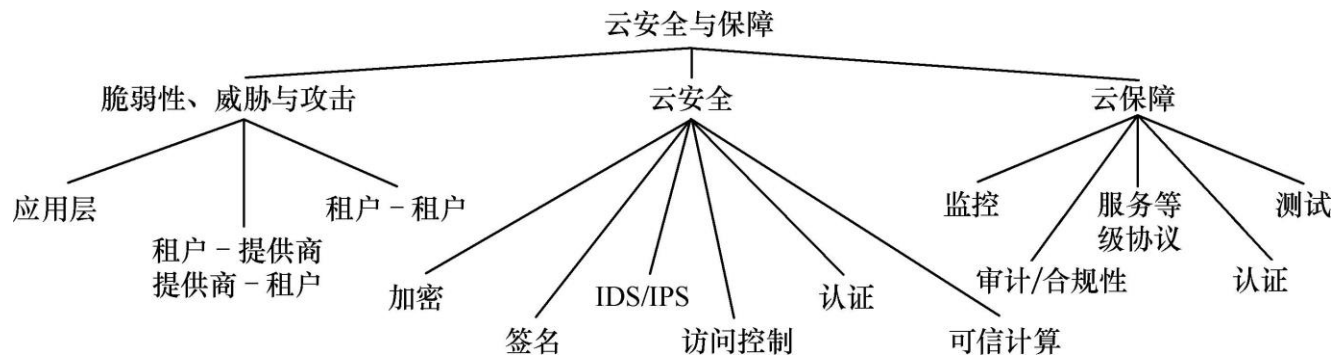 云安全与保障
脆弱性、威胁与攻击
云安全
云保障
应用层
租户-提供商
提供商-租户
租户-租户
加密
签名
IDS/IPS
访问控制
认证
可信计算
监控
审计/合规性
服务等
级协议
认证
测试